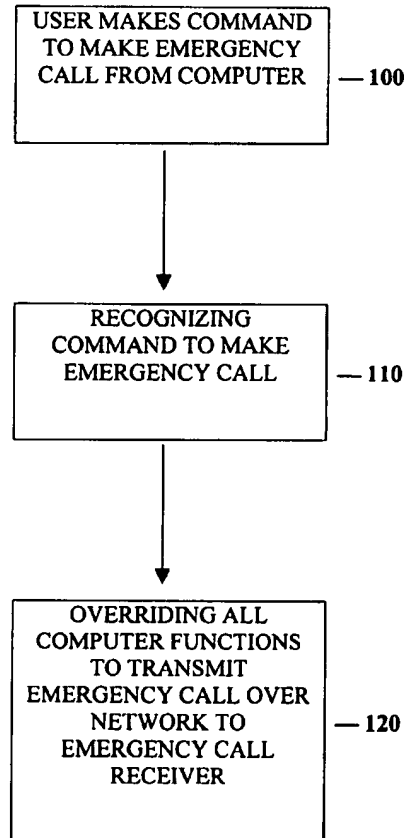 USER MAKES COMMAND
TO MAKE EMERGENCY
CALL FROM COMPUTER
— 100
RECOGNIZING
COMMAND TO MAKE
EMERGENCY CALL
— 110
OVERRIDING ALL
COMPUTER FUNCTIONS
TO TRANSMIT
EMERGENCY CALL OVER
NETWORK TO
EMERGENCY CALL
RECEIVER
— 120